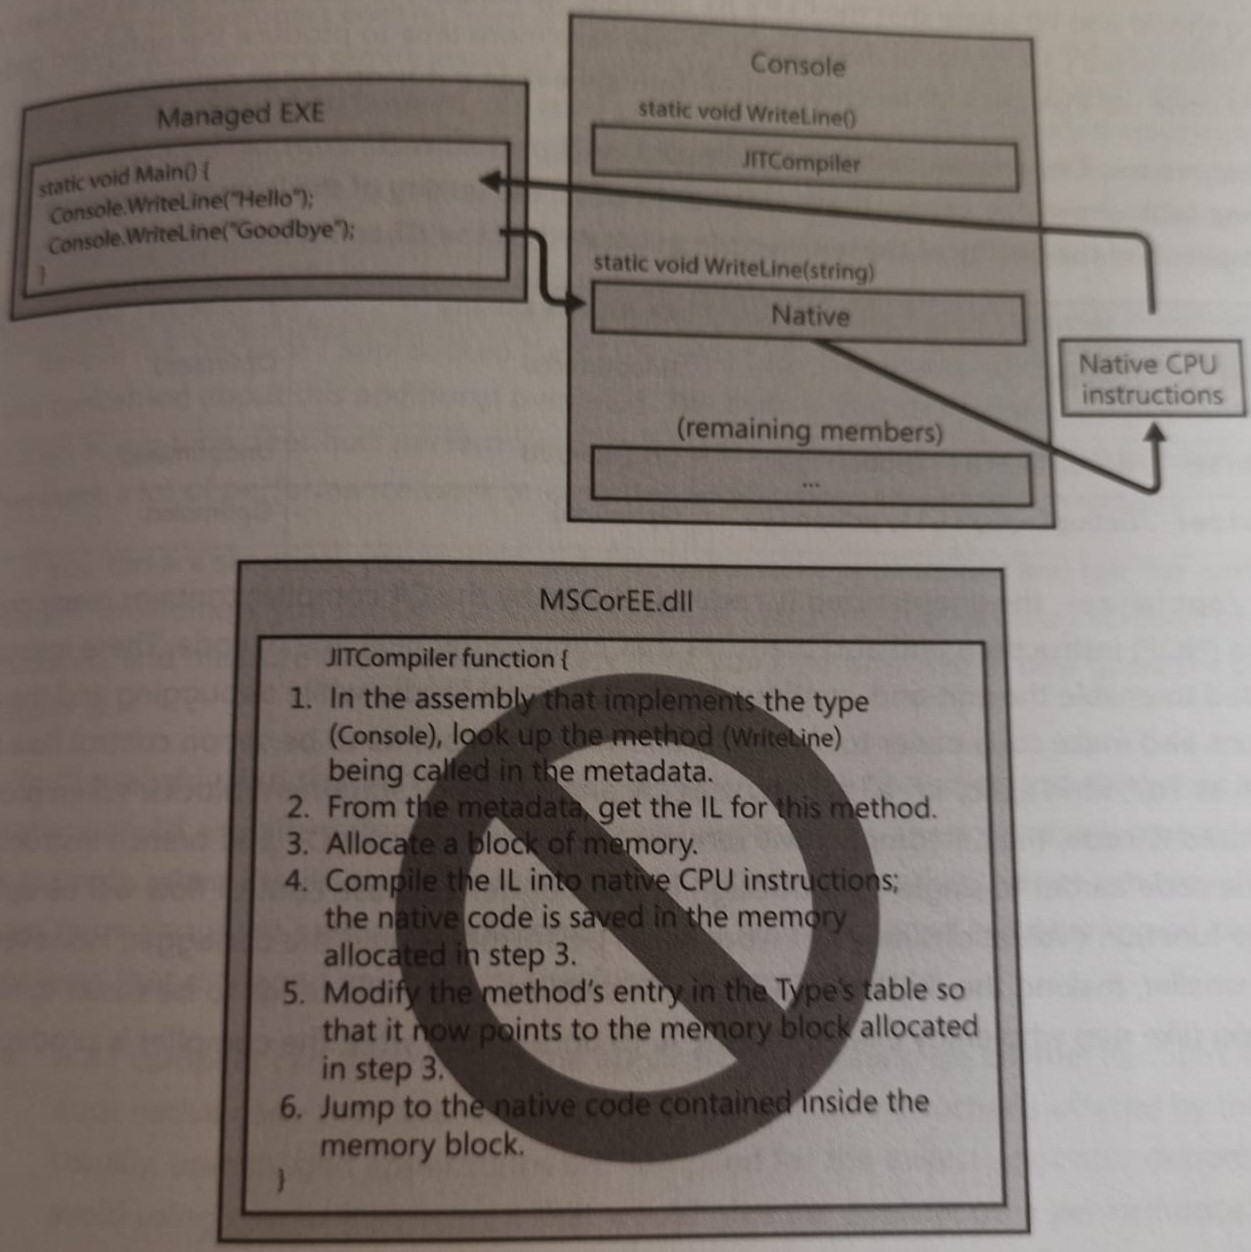 Managed EXE
static void Main() {
Console.WriteLine("Hello");
Console.WriteLine("Goodbye");
}
Console
static void WriteLine()
JITCompiler
static void WriteLine(string)
Native
(remaining members)
...
Native CPU
instructions
MSCorEE.dll
JITCompiler function {
1. In the assembly that implements the type
(Console), look up the method (WriteLine)
being called in the metadata.
2. From the metadata, get the IL for this method.
3. Allocate a block of memory.
4. Compile the IL into native CPU instructions;
the native code is saved in the memory
allocated in step 3.
5. Modify the method's entry in the Type's table so
that it now points to the memory block allocated
in step 3.
6. Jump to the native code contained inside the
memory block.
}